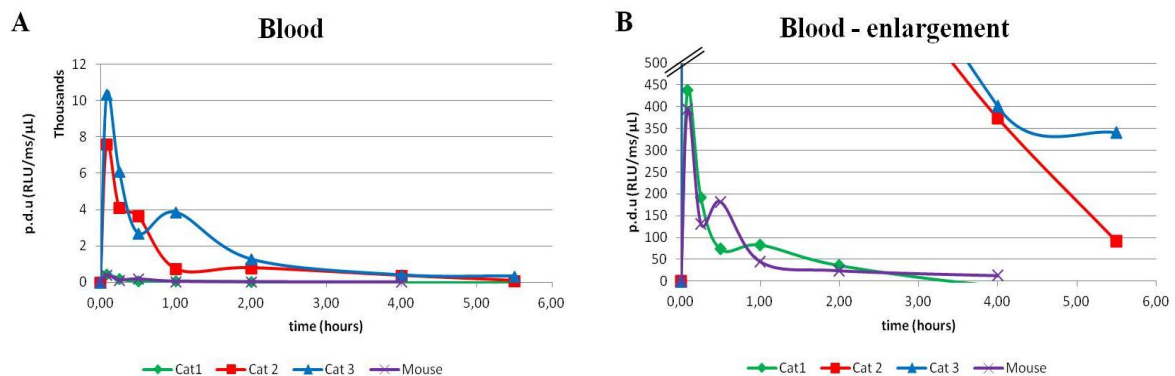 A
Blood
Thousands
p.d.u (RLU/ms/µL)
12
10
8
6
4
2
0
0,00 1,00 2,00 3,00 4,00 5,00 6,00
time (hours)
Cat1 Cat 2 Cat 3 Mouse
B
Blood - enlargement
p.d.u (RLU/ms/µL)
500
450
400
350
300
250
200
150
100
50
0
0,00 1,00 2,00 3,00 4,00 5,00 6,00
time (hours)
Cat1 Cat 2 Cat 3 Mouse